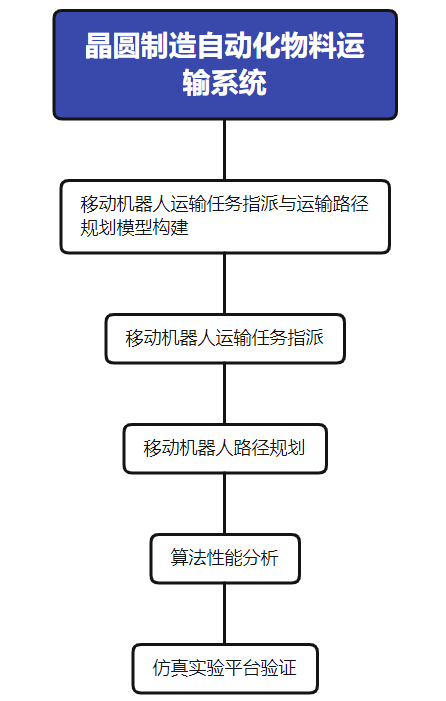 晶圆制造自动化物料运
输系统
移动机器人运输任务指派与运输路径
规划模型构建
移动机器人运输任务指派
移动机器人路径规划
算法性能分析
仿真实验平台验证